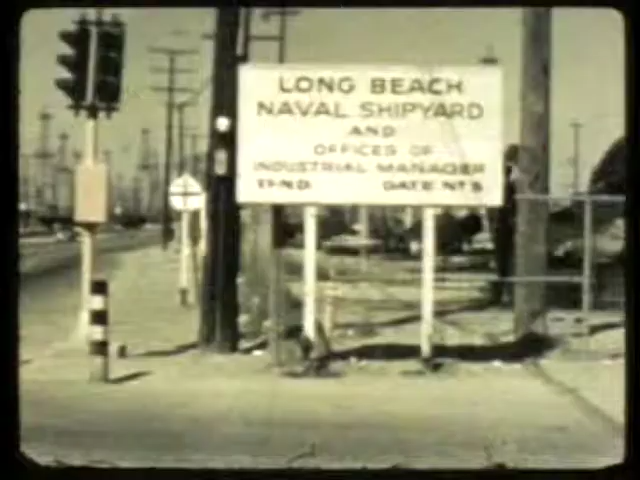 LONG BEACH
NAVAL SHIPYARD
AND
OFFICES OF
INDUSTRIAL MANAGER